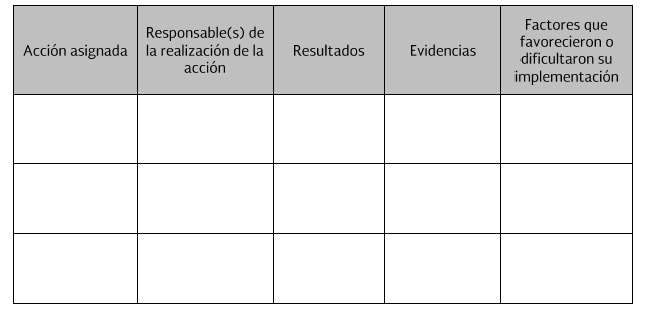 Acción asignada
Responsable(s) de
la realización de la
acción
Resultados
Evidencias
Factores que
favorecieron o
dificultaron su
implementación